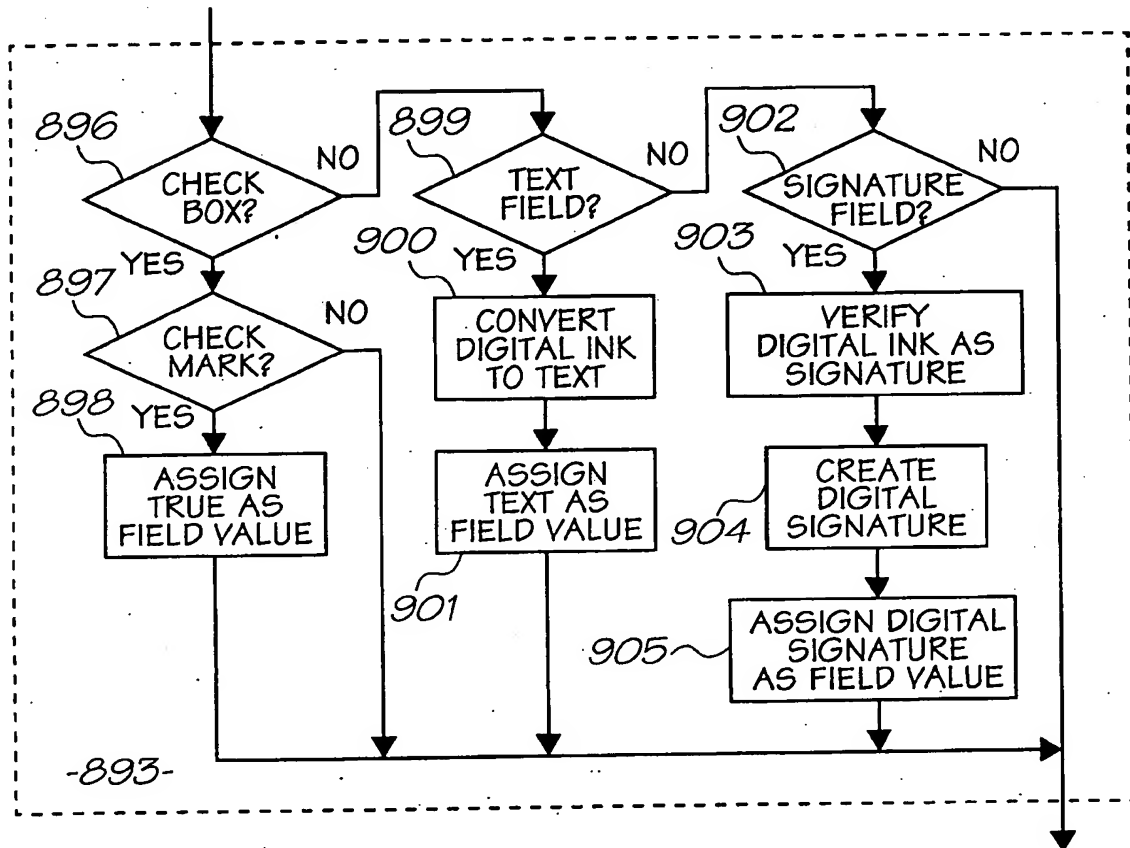 896
CHECK
BOX?
NO
YES
897
CHECK
MARK?
NO
YES
898
ASSIGN
TRUE AS
FIELD VALUE
899
TEXT
FIELD?
NO
YES
900
CONVERT
DIGITAL INK
TO TEXT
ASSIGN
TEXT AS
FIELD VALUE
901
902
SIGNATURE
FIELD?
NO
YES
903
VERIFY
DIGITAL INK AS
SIGNATURE
CREATE
DIGITAL
SIGNATURE
904
ASSIGN DIGITAL
SIGNATURE
AS FIELD VALUE
905
-893-